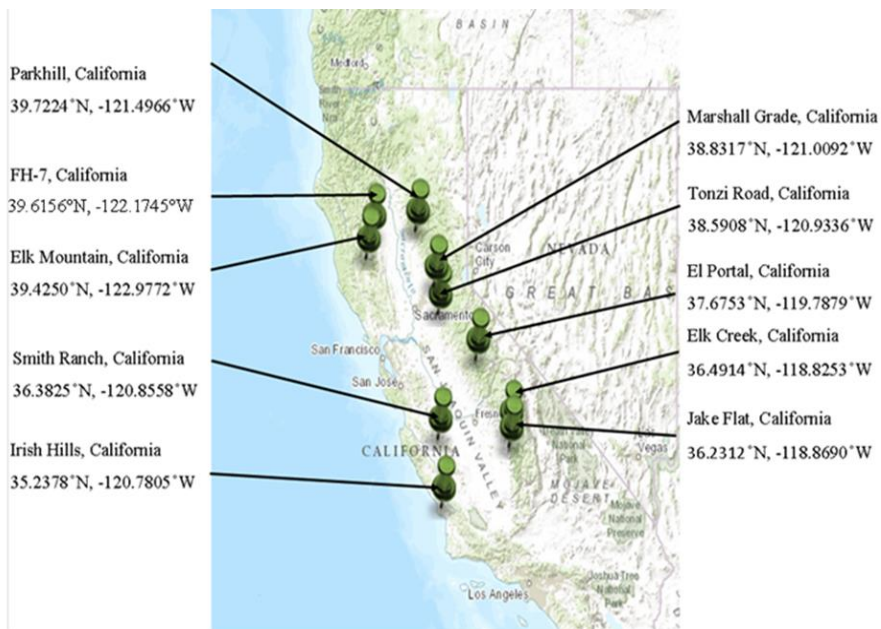 Parkhill, California
39.7224°N, -121.4966°W
FH-7, California
39.6156°N, -122.1745°W
Elk Mountain, California
39.4250°N, -122.9772°W
Smith Ranch, California
36.3825°N, -120.8558°W
Irish Hills, California
35.2378°N, -120.7805°W
BASIN
Medford
Smith
River
Sacramento
Carson
City
NEVADA
GREAT BAS
Sacramento
San Francisco
San Jose
SAN JOAQUIN VALLEY
Fresno
CALIFORNIA
National
Park
Vegas
MOJAVE
DESERT
Mojave
National
Preserve
Joshua Tree
National
Park
Los Angeles
Marshall Grade, California
38.8317°N, -121.0092°W
Tonzi Road, California
38.5908°N, -120.9336°W
El Portal, California
37.6753°N, -119.7879°W
Elk Creek, California
36.4914°N, -118.8253°W
Jake Flat, California
36.2312°N, -118.8690°W